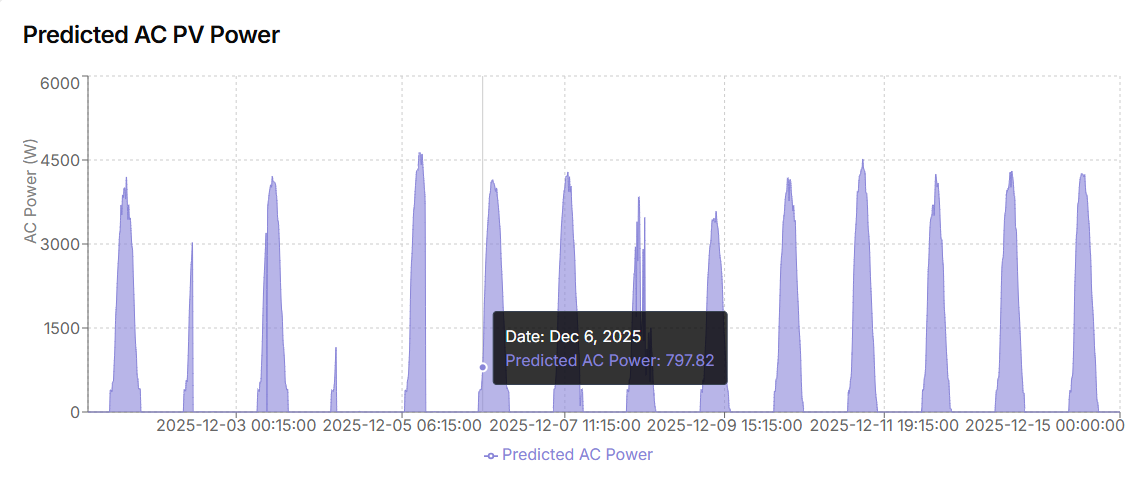 Predicted AC PV Power
6000
4500
3000
1500
0
AC Power (W)
Date: Dec 6, 2025
Predicted AC Power: 797.82
2025-12-03 00:15:00 2025-12-05 06:15:00 2025-12-07 11:15:00 2025-12-09 15:15:00 2025-12-11 19:15:00 2025-12-15 00:00:00
Predicted AC Power